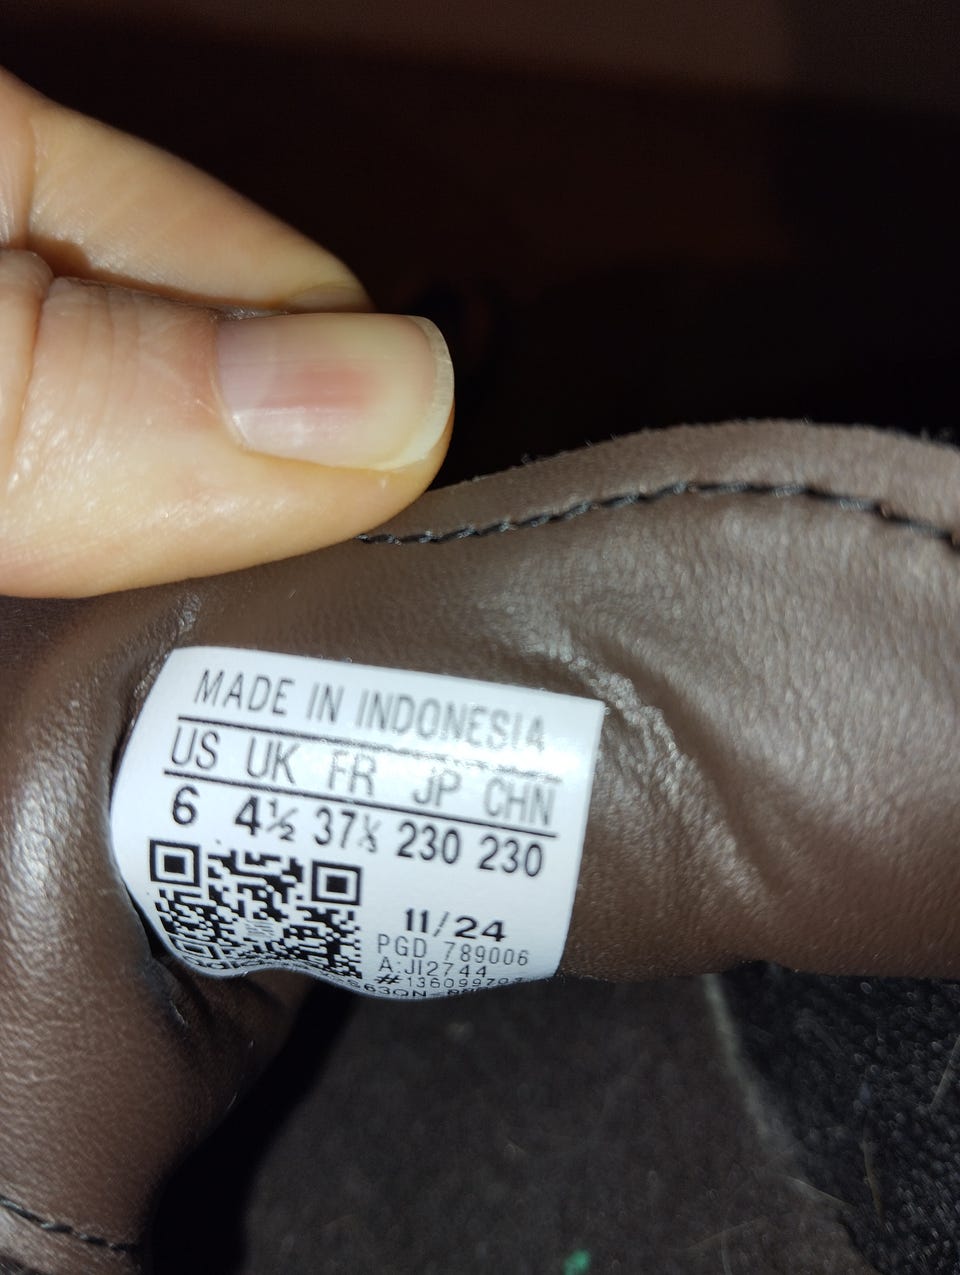 MADE IN INDONESIA
US UK FR JP CHN
6 4½ 37⅓ 230 230
11/24
PGD 789006
A:JI2744